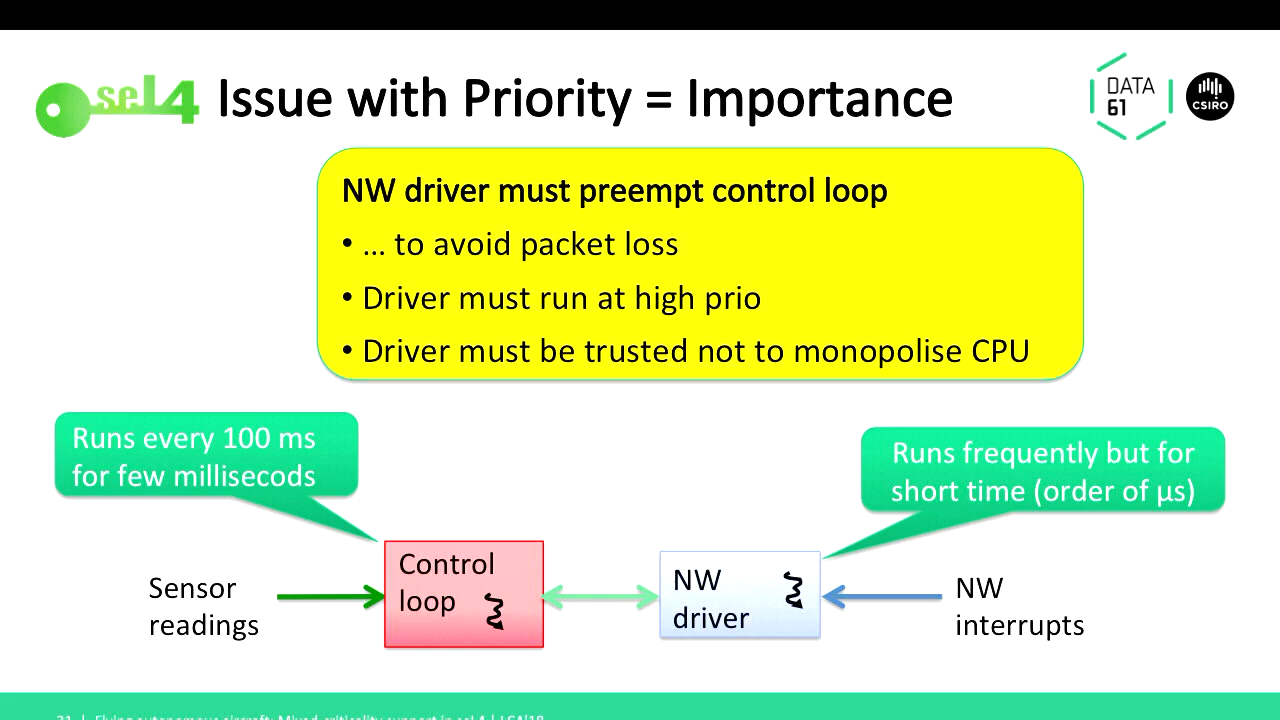 seL4
Issue with Priority = Importance
DATA
61
CSIRO
NW driver must preempt control loop
• ... to avoid packet loss
• Driver must run at high prio
• Driver must be trusted not to monopolise CPU
Runs every 100 ms
for few millisecods
Runs frequently but for
short time (order of µs)
Sensor
readings
Control
loop
NW
driver
NW
interrupts